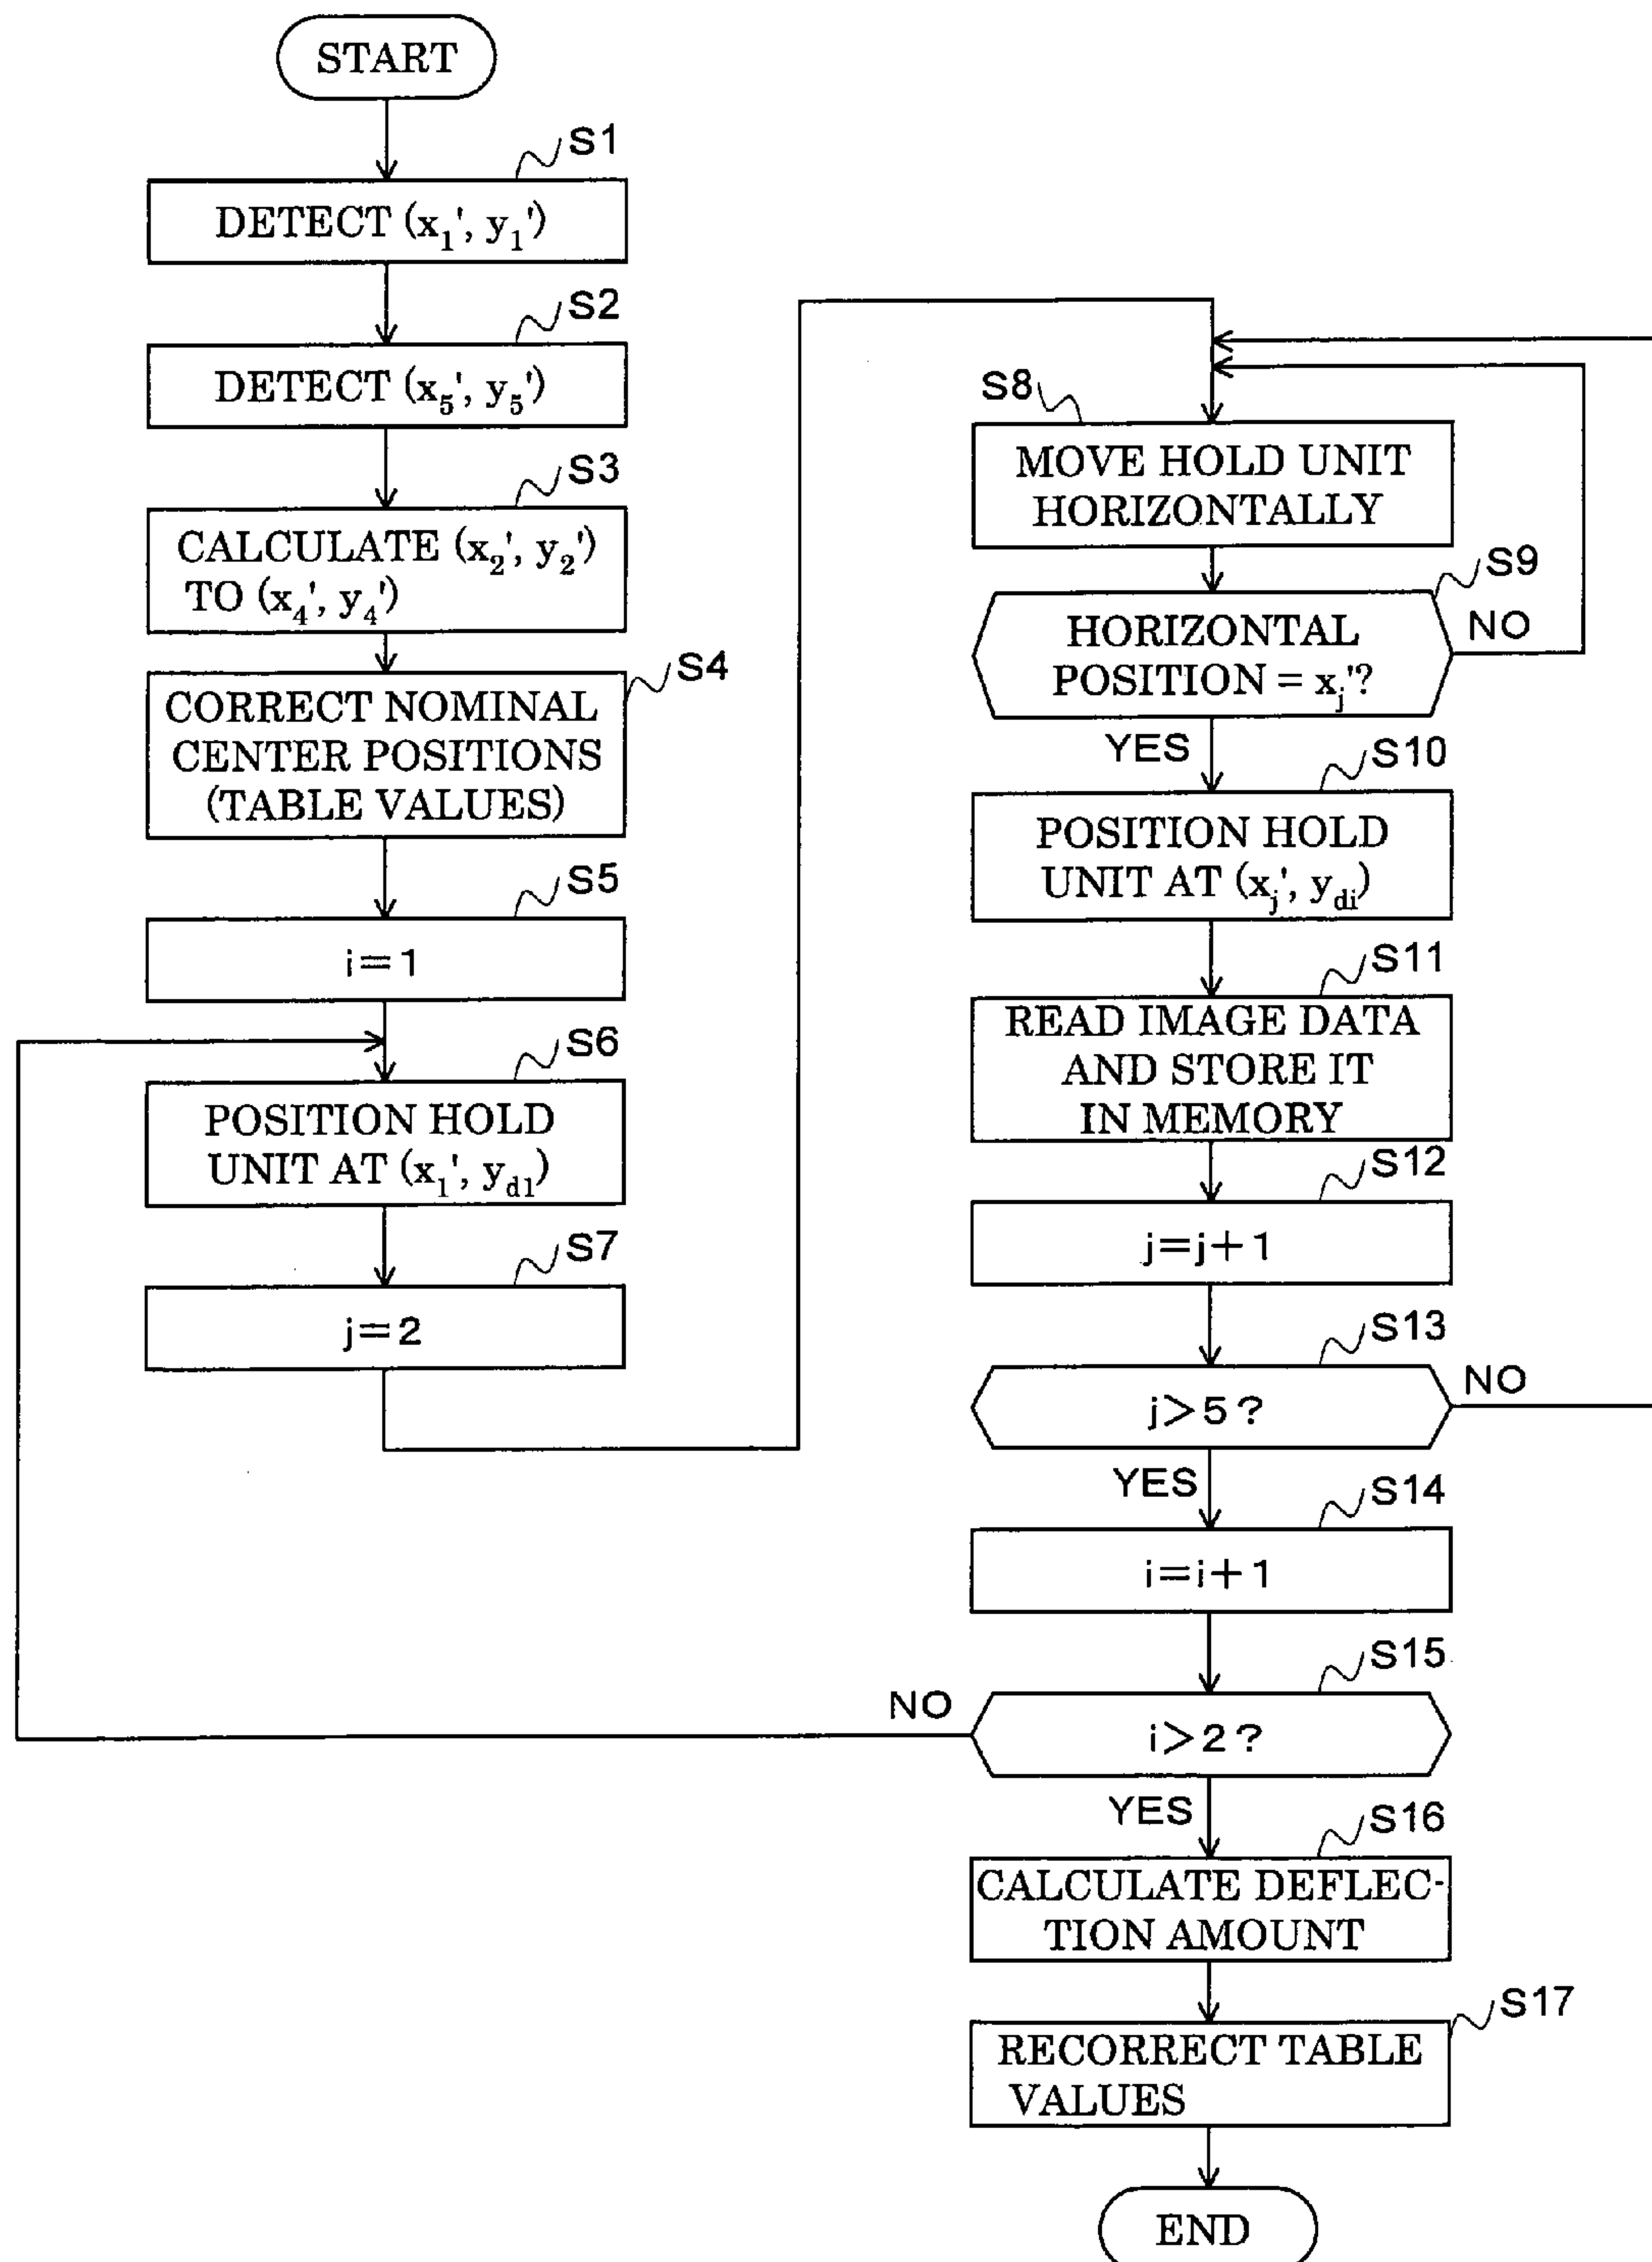 START
S1
DETECT (x₁', y₁')
S2
DETECT (x₅', y₅')
S3
CALCULATE (x₂', y₂')
TO (x₄', y₄')
S4
CORRECT NOMINAL
CENTER POSITIONS
(TABLE VALUES)
S5
i=1
S6
POSITION HOLD
UNIT AT (x₁', y_d1)
S7
j=2
S8
MOVE HOLD UNIT
HORIZONTALLY
S9
HORIZONTAL
POSITION = x_j'?
NO
YES
S10
POSITION HOLD
UNIT AT (x_j', y_di)
S11
READ IMAGE DATA
AND STORE IT
IN MEMORY
S12
j=j+1
S13
j>5?
NO
YES
S14
i=i+1
S15
i>2?
NO
YES
S16
CALCULATE DEFLEC-
TION AMOUNT
S17
RECORRECT TABLE
VALUES
END